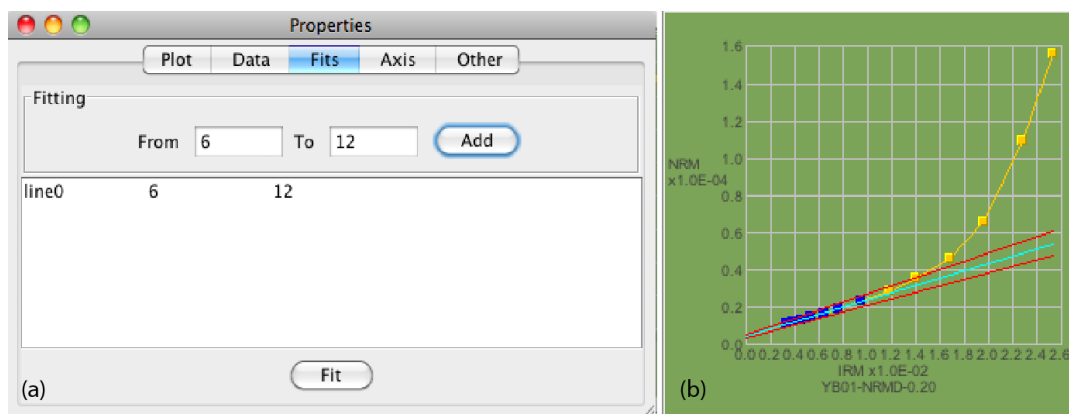 Properties
Plot Data Fits Axis Other
Fitting
From 6 To 12 Add
line0 6 12
Fit
(a)
1.6
1.4
1.2
1.0
NRM
x1.0E-04
0.8
0.6
0.4
0.2
0.0
0.0 0.2 0.4 0.6 0.8 1.0 1.2 1.4 1.6 1.8 2.0 2.2 2.4 2.6
IRM x1.0E-02
YB01-NRMD-0.20
(b)